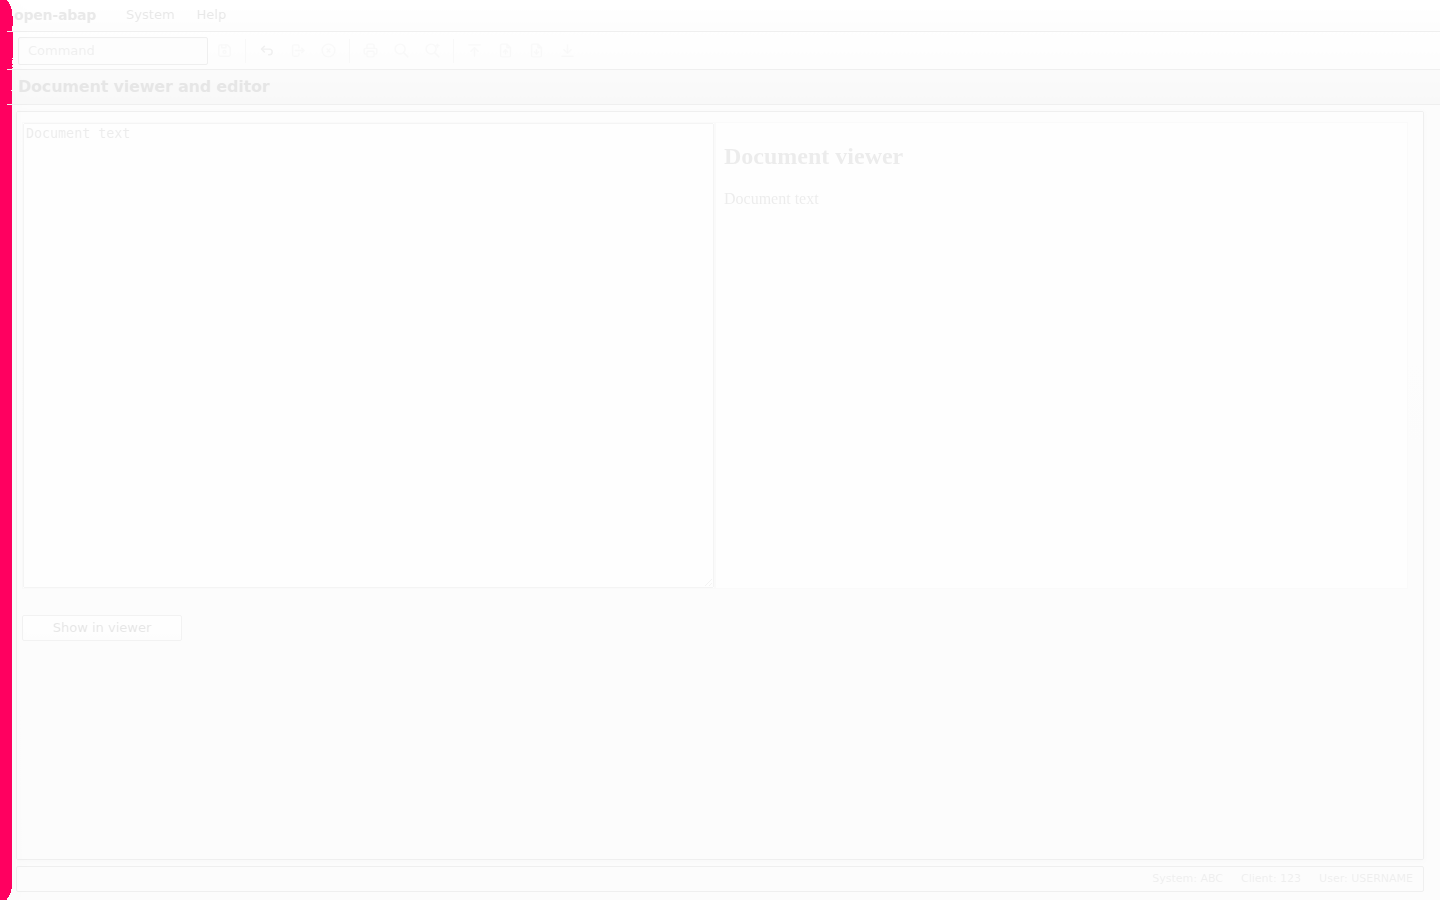 open-abap System Help
Command
Document viewer and editor
Document text
Document viewer
Document text
Show in viewer
System: ABC Client: 123 User: USERNAME